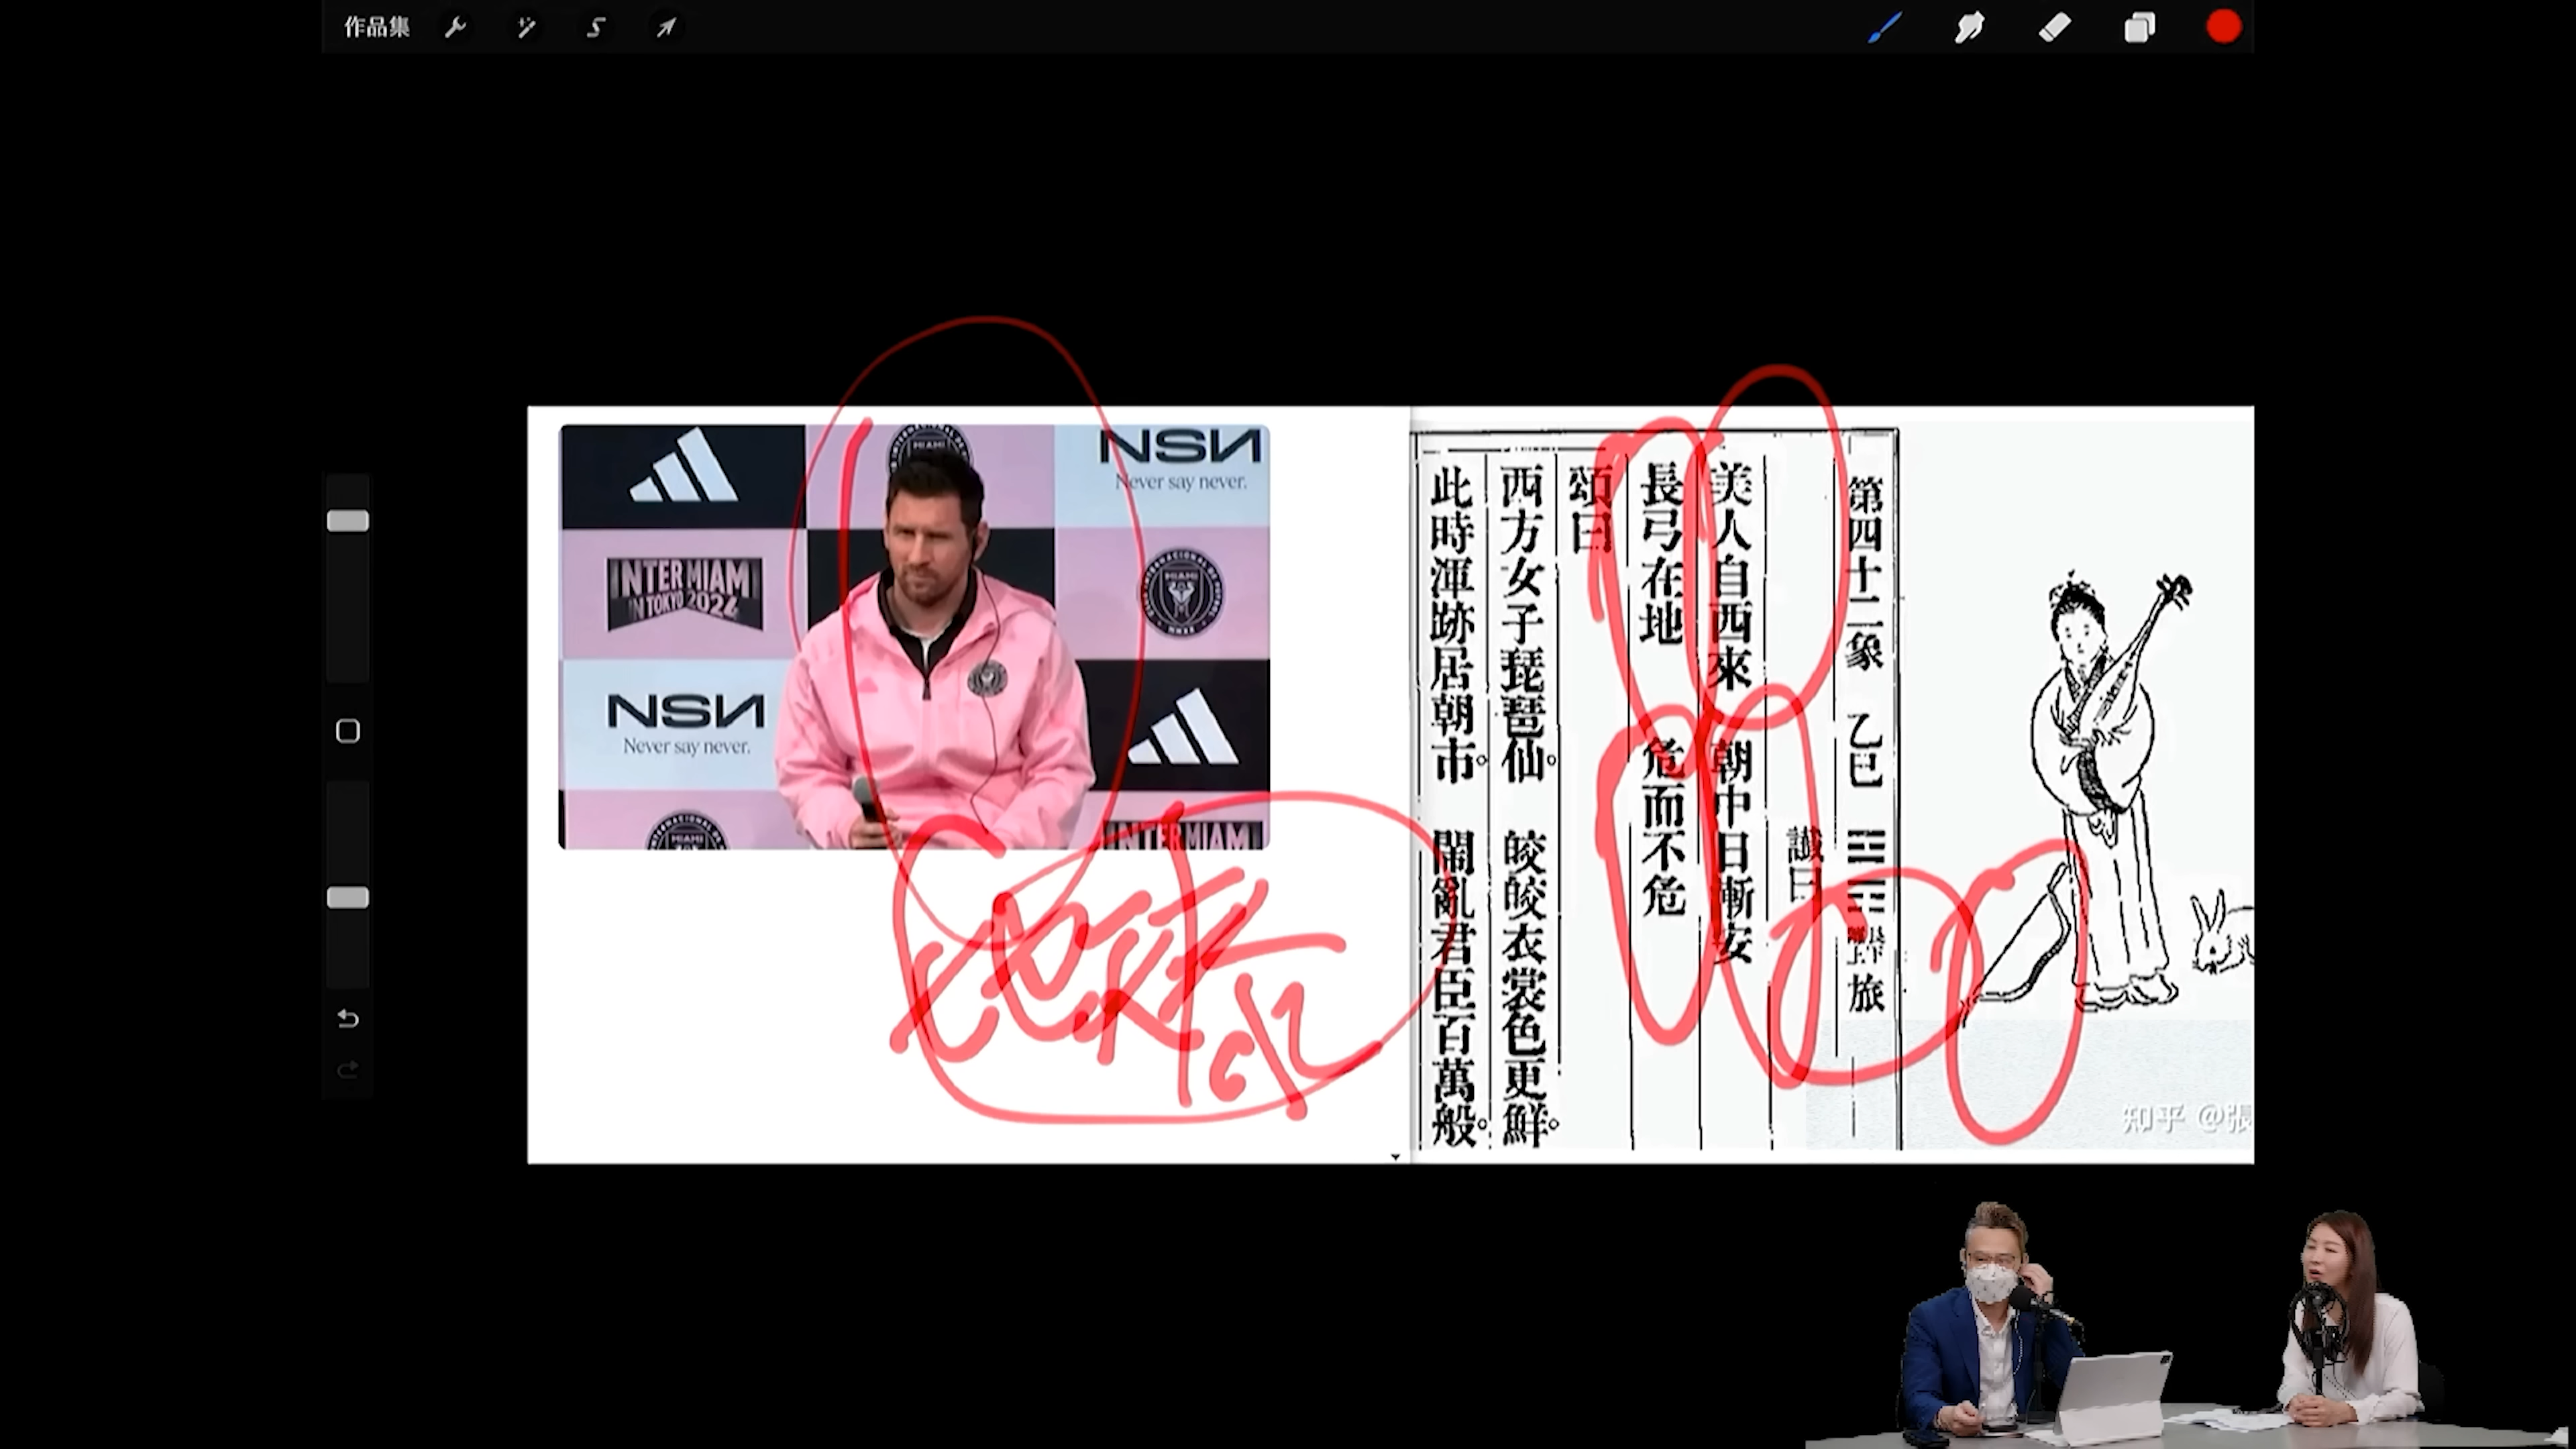 作品集
MIAMI
NSN
Never say never.
INTER MIAMI
IN TOKYO 2024
MIAMI
NSN
Never say never.
INTER MIAMI
第四十二象 乙巳 旅
讖曰
美人自西來 朝中日漸安
長弓在地 危而不危
頌曰
西方女子琵琶仙。 皎皎衣裳色更鮮。
此時渾跡居朝市。 鬧亂君臣百萬般。
知乎 @張